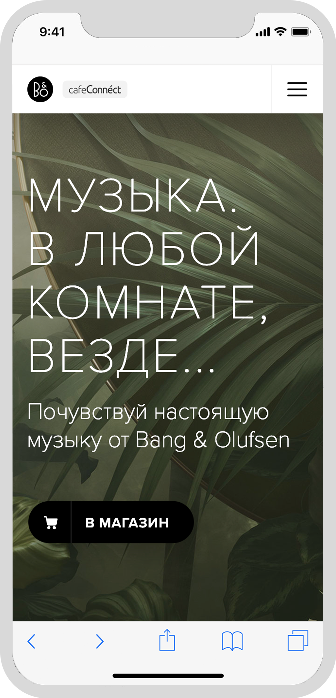 9:41
B&O
cafeConnéct
МУЗЫКА.
В ЛЮБОЙ
КОМНАТЕ,
ВЕЗДЕ...
Почувствуй настоящую
музыку от Bang & Olufsen
В МАГАЗИН